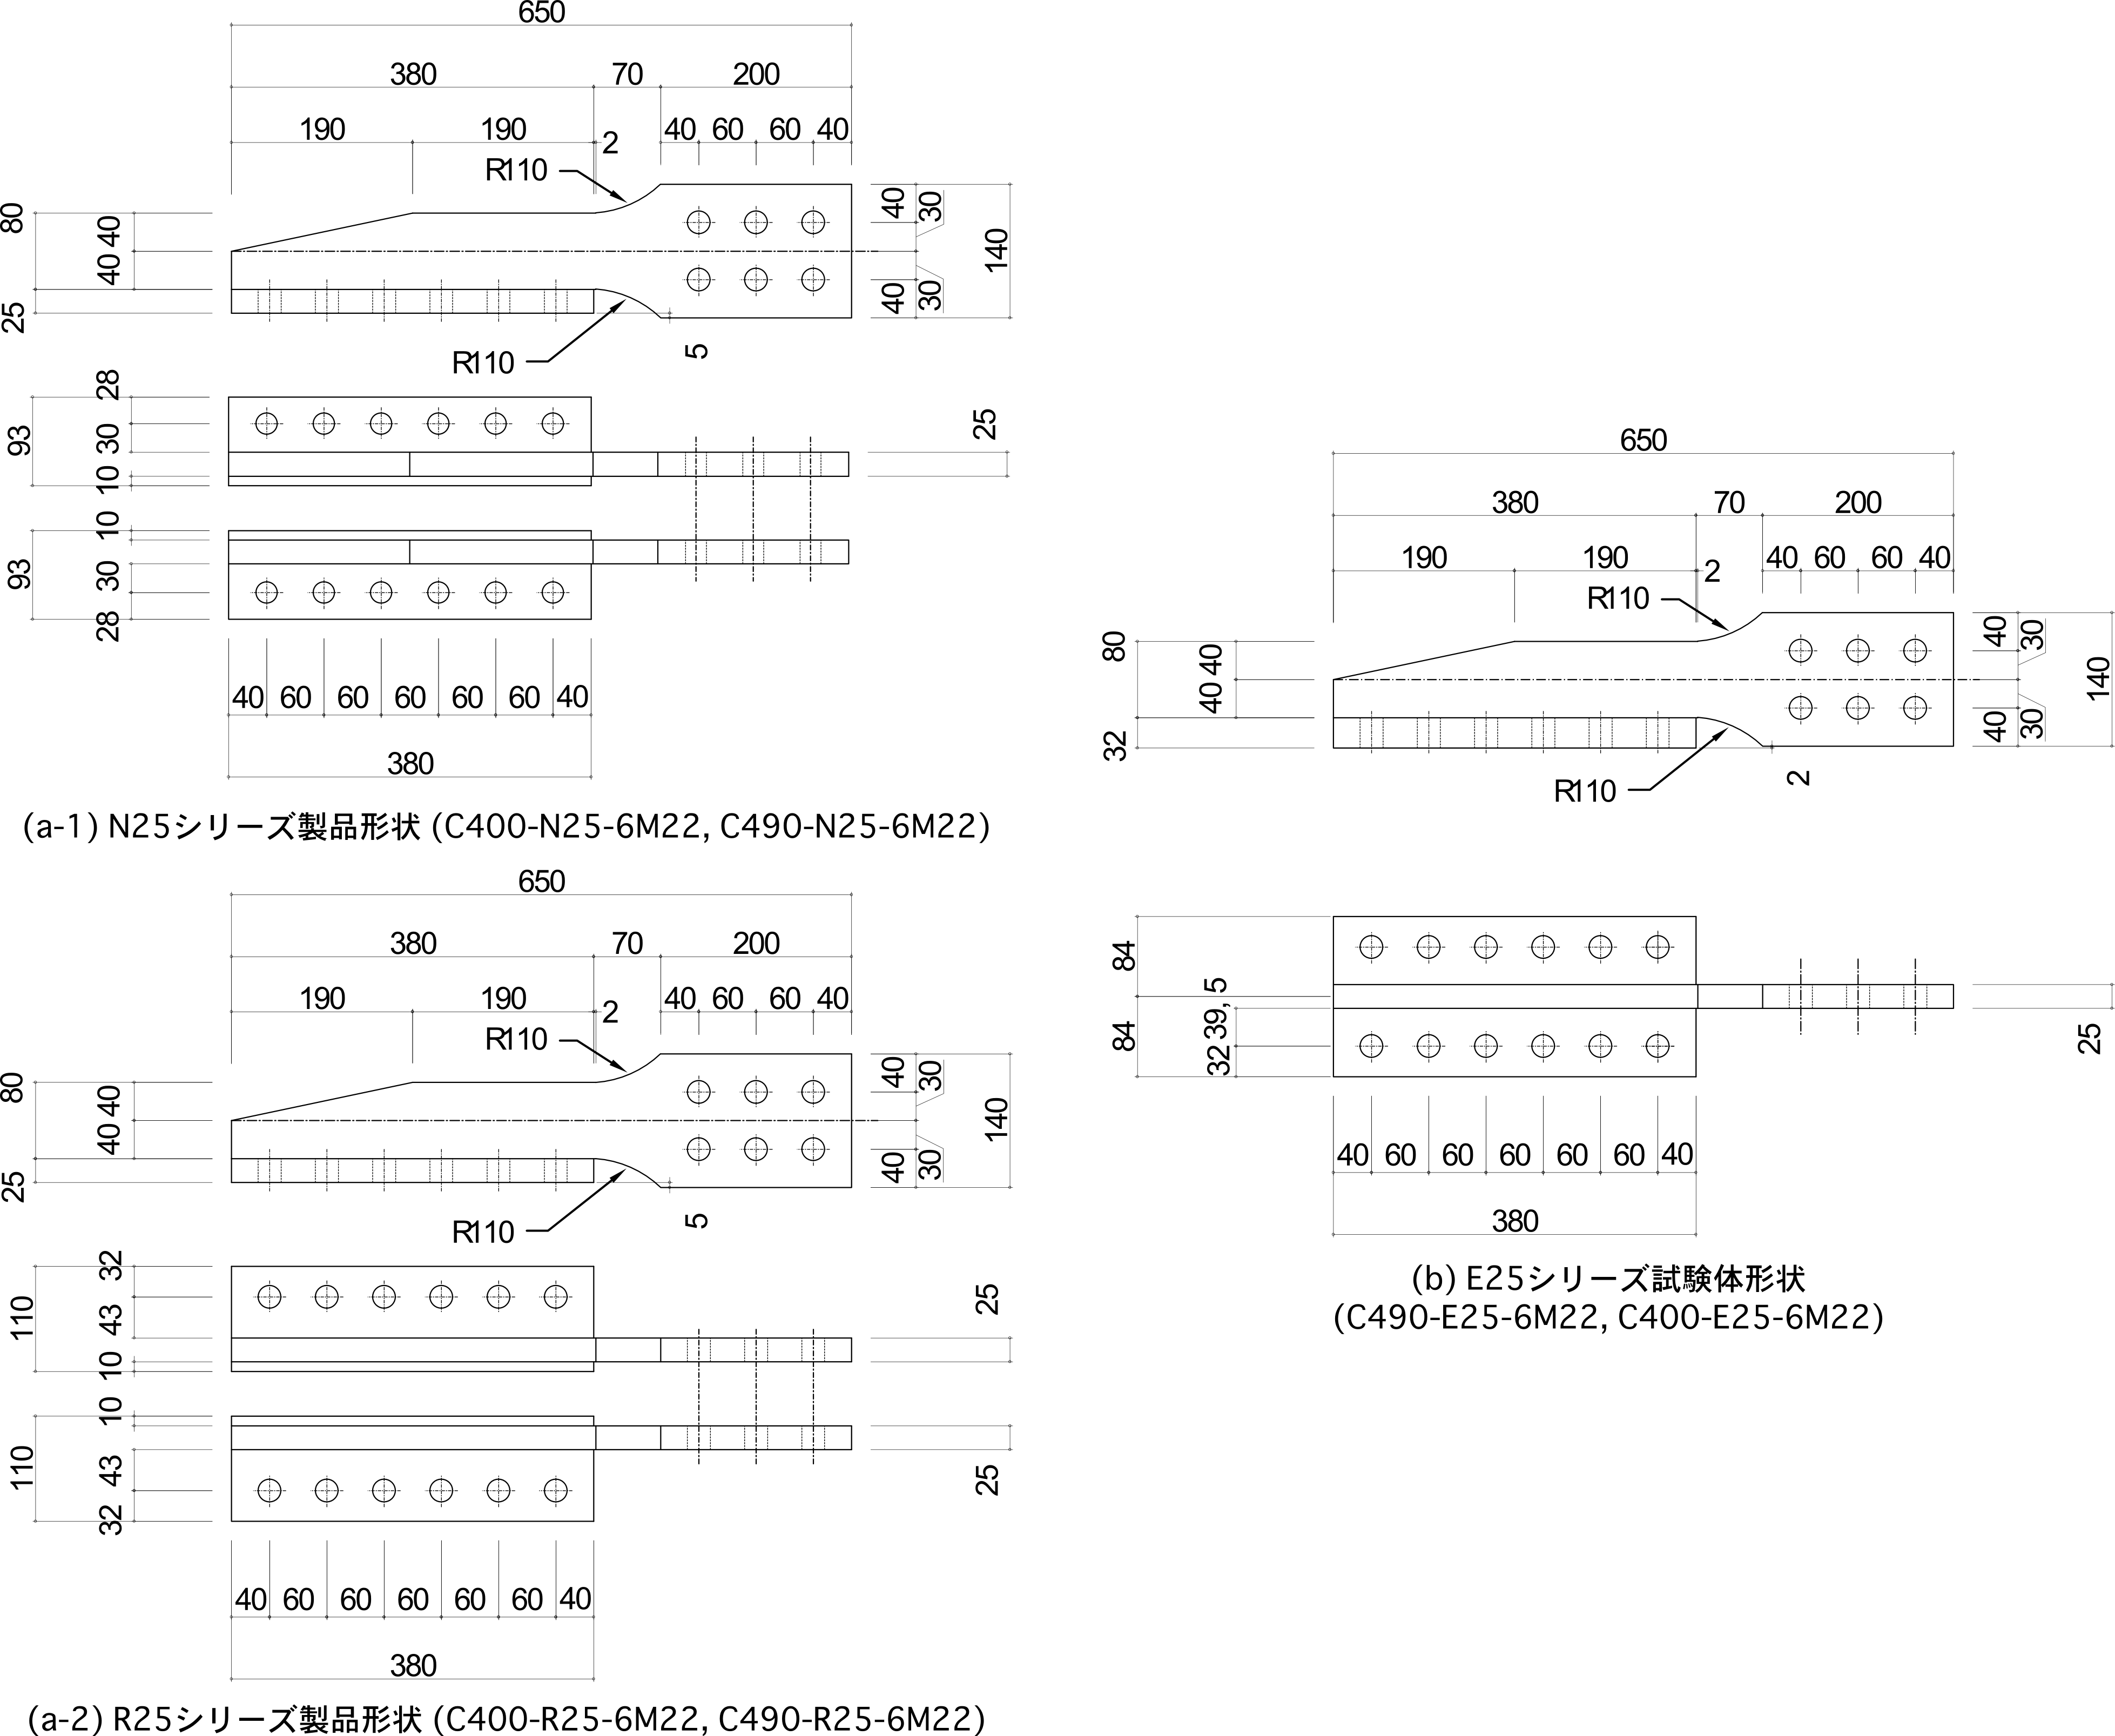 650
380 70 200
190 190 2 40 60 60 40
R110
80 40 40 25
40 30 40 30 140
R110 5
93 28 30 10
25
93 10 30 28
40 60 60 60 60 60 40
380
(a-1) N25シリーズ製品形状 (C400-N25-6M22, C490-N25-6M22)
650
380 70 200
190 190 2 40 60 60 40
R110
80 40 40 25
40 30 40 30 140
R110 5
110 32 43 10
25
110 10 43 32
25
40 60 60 60 60 60 40
380
(a-2) R25シリーズ製品形状 (C400-R25-6M22, C490-R25-6M22)
650
380 70 200
190 190 2 40 60 60 40
R110
80 40 40 32
40 30 40 30 140
R110 2
84 84 39, 5 32
25
40 60 60 60 60 60 40
380
(b) E25シリーズ試験体形状
(C490-E25-6M22, C400-E25-6M22)